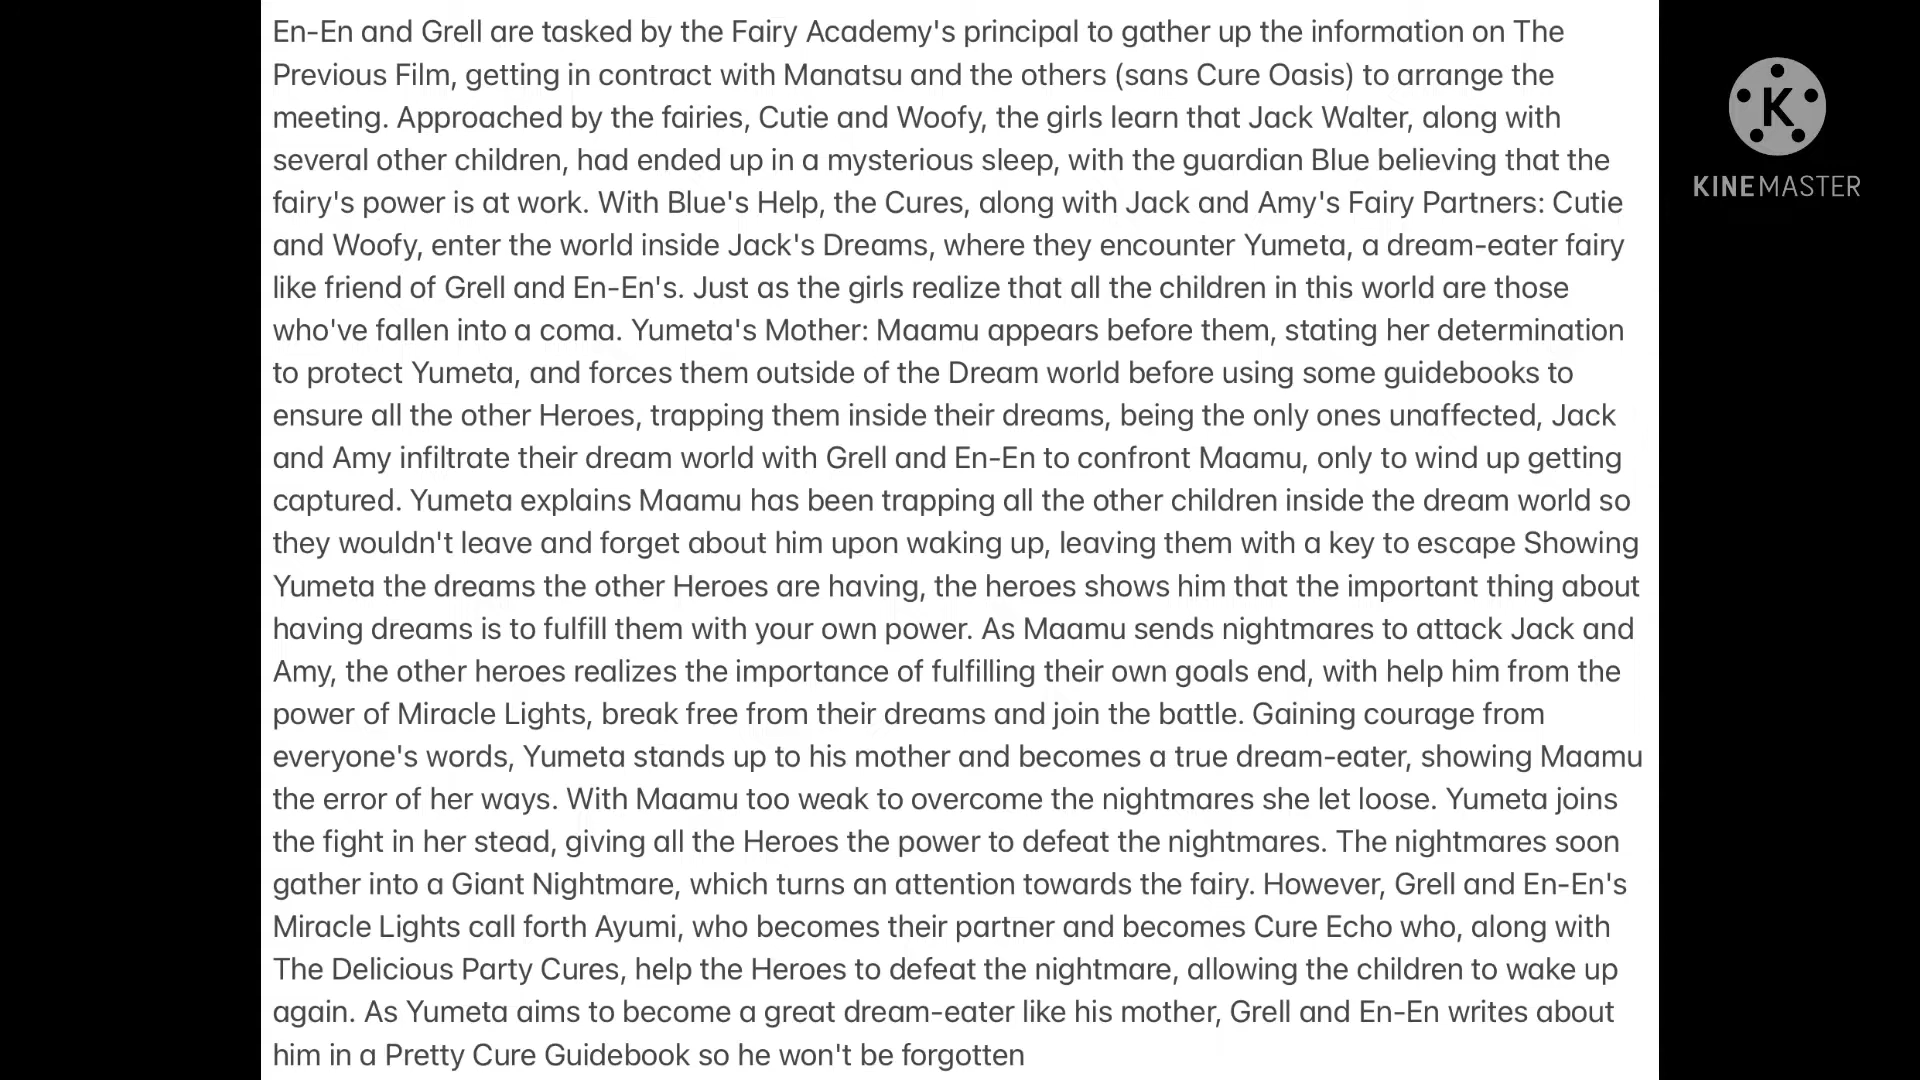 En-En and Grell are tasked by the Fairy Academy's principal to gather up the information on The
Previous Film, getting in contract with Manatsu and the others (sans Cure Oasis) to arrange the
meeting. Approached by the fairies, Cutie and Woofy, the girls learn that Jack Walter, along with
several other children, had ended up in a mysterious sleep, with the guardian Blue believing that the
fairy's power is at work. With Blue's Help, the Cures, along with Jack and Amy's Fairy Partners: Cutie
and Woofy, enter the world inside Jack's Dreams, where they encounter Yumeta, a dream-eater fairy
like friend of Grell and En-En's. Just as the girls realize that all the children in this world are those
who've fallen into a coma. Yumeta's Mother: Maamu appears before them, stating her determination
to protect Yumeta, and forces them outside of the Dream world before using some guidebooks to
ensure all the other Heroes, trapping them inside their dreams, being the only ones unaffected, Jack
and Amy infiltrate their dream world with Grell and En-En to confront Maamu, only to wind up getting
captured. Yumeta explains Maamu has been trapping all the other children inside the dream world so
they wouldn't leave and forget about him upon waking up, leaving them with a key to escape Showing
Yumeta the dreams the other Heroes are having, the heroes shows him that the important thing about
having dreams is to fulfill them with your own power. As Maamu sends nightmares to attack Jack and
Amy, the other heroes realizes the importance of fulfilling their own goals end, with help him from the
power of Miracle Lights, break free from their dreams and join the battle. Gaining courage from
everyone's words, Yumeta stands up to his mother and becomes a true dream-eater, showing Maamu
the error of her ways. With Maamu too weak to overcome the nightmares she let loose. Yumeta joins
the fight in her stead, giving all the Heroes the power to defeat the nightmares. The nightmares soon
gather into a Giant Nightmare, which turns an attention towards the fairy. However, Grell and En-En's
Miracle Lights call forth Ayumi, who becomes their partner and becomes Cure Echo who, along with
The Delicious Party Cures, help the Heroes to defeat the nightmare, allowing the children to wake up
again. As Yumeta aims to become a great dream-eater like his mother, Grell and En-En writes about
him in a Pretty Cure Guidebook so he won't be forgotten
K
KINEMASTER